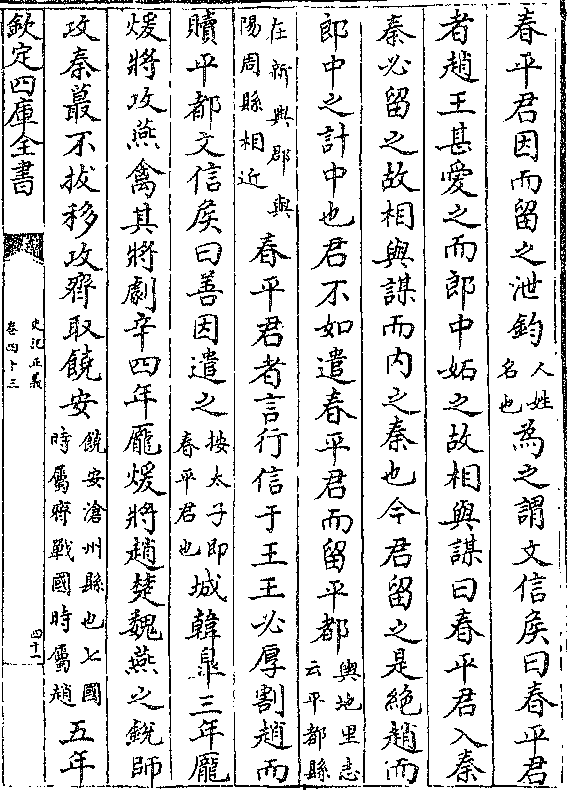 春平君因而留之泄鈞人姓名也為之謂文信矦曰春平君
者趙王甚愛之而郎中妬之故相與謀曰春平君入秦
秦必留之故相與謀而内之秦也今君留之是絶趙而
郎中之計中也君不如遣春平君而留平都輿地里志云平都縣
在新興郡與陽周縣相近春平君者言行信于王王必厚割趙而
贖平都文信矦曰善因遣之按太子即春平君也城韓臯三年龎
煖將攻燕禽其將劇辛四年龎煖將趙楚魏燕之銳師
攻秦蕞不拔移攻齊取饒安饒安滄州縣也七國時屬齊戰國時屬趙五年
欽定四庫全書
史記正義
卷四十三
四十一